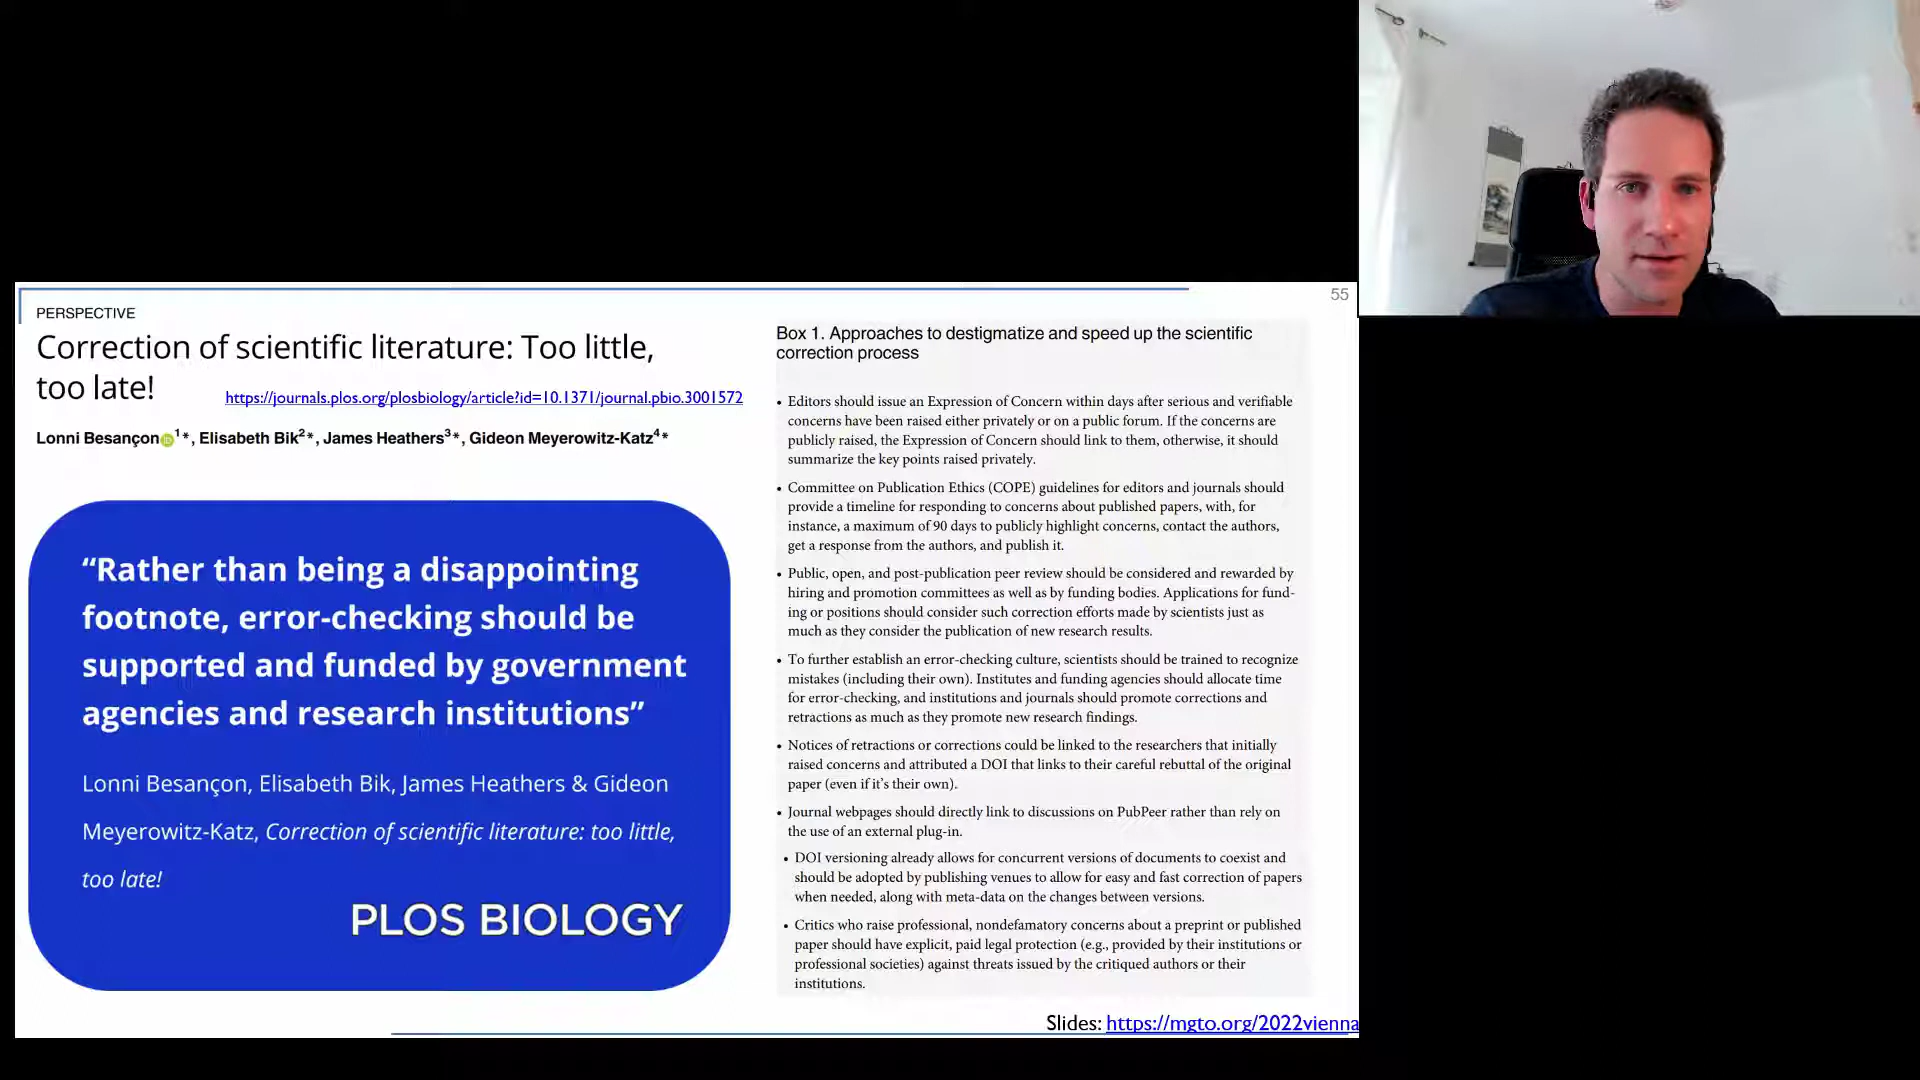 55
PERSPECTIVE
Correction of scientific literature: Too little,
too late!
https://journals.plos.org/plosbiology/article?id=10.1371/journal.pbio.3001572
Lonni Besançon iD 1*, Elisabeth Bik2*, James Heathers3*, Gideon Meyerowitz-Katz4*
“Rather than being a disappointing
footnote, error-checking should be
supported and funded by government
agencies and research institutions”
Lonni Besançon, Elisabeth Bik, James Heathers & Gideon
Meyerowitz-Katz, Correction of scientific literature: too little,
too late!
PLOS BIOLOGY
Box 1. Approaches to destigmatize and speed up the scientific
correction process
• Editors should issue an Expression of Concern within days after serious and verifiable
concerns have been raised either privately or on a public forum. If the concerns are
publicly raised, the Expression of Concern should link to them, otherwise, it should
summarize the key points raised privately.
• Committee on Publication Ethics (COPE) guidelines for editors and journals should
provide a timeline for responding to concerns about published papers, with, for
instance, a maximum of 90 days to publicly highlight concerns, contact the authors,
get a response from the authors, and publish it.
• Public, open, and post-publication peer review should be considered and rewarded by
hiring and promotion committees as well as by funding bodies. Applications for fund-
ing or positions should consider such correction efforts made by scientists just as
much as they consider the publication of new research results.
• To further establish an error-checking culture, scientists should be trained to recognize
mistakes (including their own). Institutes and funding agencies should allocate time
for error-checking, and institutions and journals should promote corrections and
retractions as much as they promote new research findings.
• Notices of retractions or corrections could be linked to the researchers that initially
raised concerns and attributed a DOI that links to their careful rebuttal of the original
paper (even if it's their own).
• Journal webpages should directly link to discussions on PubPeer rather than rely on
the use of an external plug-in.
• DOI versioning already allows for concurrent versions of documents to coexist and
should be adopted by publishing venues to allow for easy and fast correction of papers
when needed, along with meta-data on the changes between versions.
• Critics who raise professional, nondefamatory concerns about a preprint or published
paper should have explicit, paid legal protection (e.g., provided by their institutions or
professional societies) against threats issued by the critiqued authors or their
institutions.
Slides: https://mgto.org/2022vienna